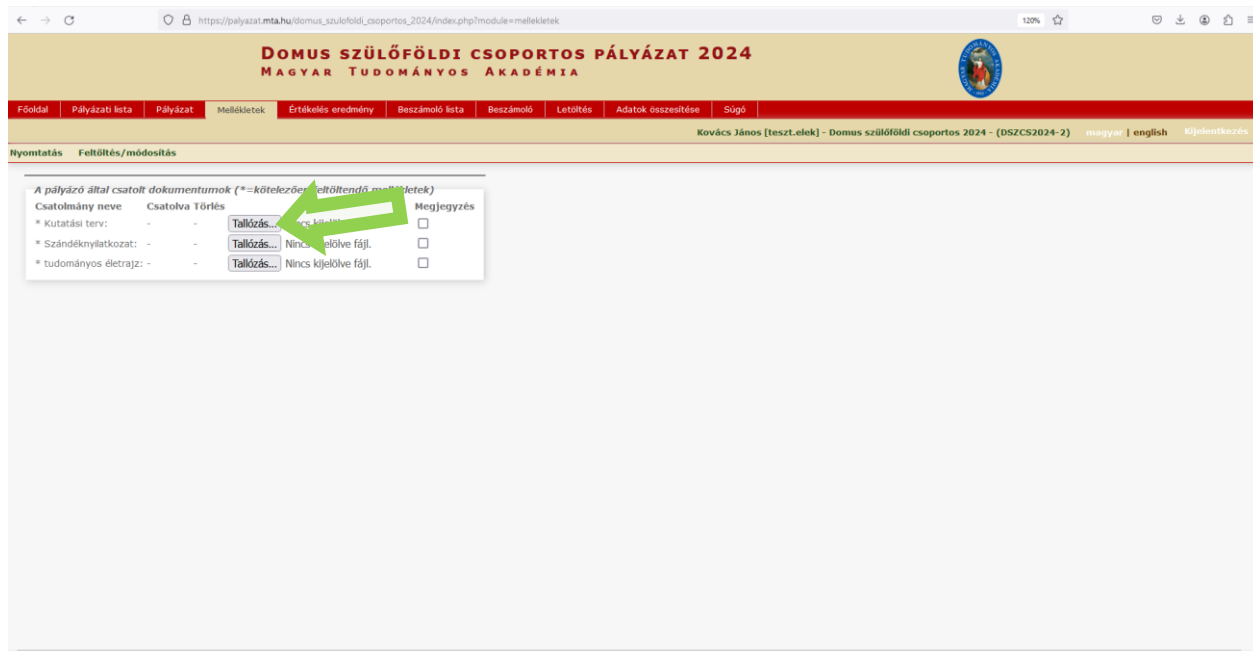 https://palyazat.mta.hu/domus_szulofoldi_csoportos_2024/index.php?module=mellekletek 120%
DOMUS SZÜLŐFÖLDI CSOPORTOS PÁLYÁZAT 2024
MAGYAR TUDOMÁNYOS AKADÉMIA
Főoldal Pályázati lista Pályázat Mellékletek Értékelés eredmény Beszámoló lista Beszámoló Letöltés Adatok összesítése Súgó
Kovács János [teszt.elek] - Domus szülőföldi csoportos 2024 - (DSZCS2024-2) magyar | english Kijelentkezés
Nyomtatás Feltöltés/módosítás
A pályázó által csatolt dokumentumok (*=kötelezően feltöltendő mellékletek)
Csatolmány neve Csatolva Törlés Megjegyzés
* Kutatási terv: - - Tallózás...
* Szándéknyilatkozat: - - Tallózás... Nincs kijelölve fájl.
* tudományos életrajz: - - Tallózás... Nincs kijelölve fájl.